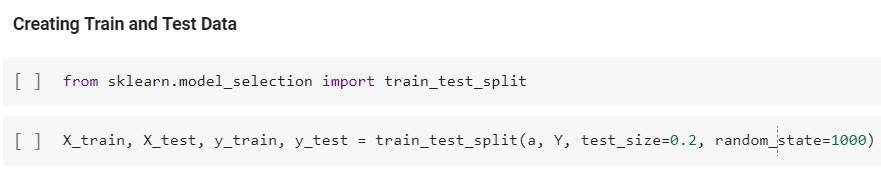 Creating Train and Test Data
[ ] from sklearn.model_selection import train_test_split
[ ] X_train, X_test, y_train, y_test = train_test_split(a, Y, test_size=0.2, random_state=1000)